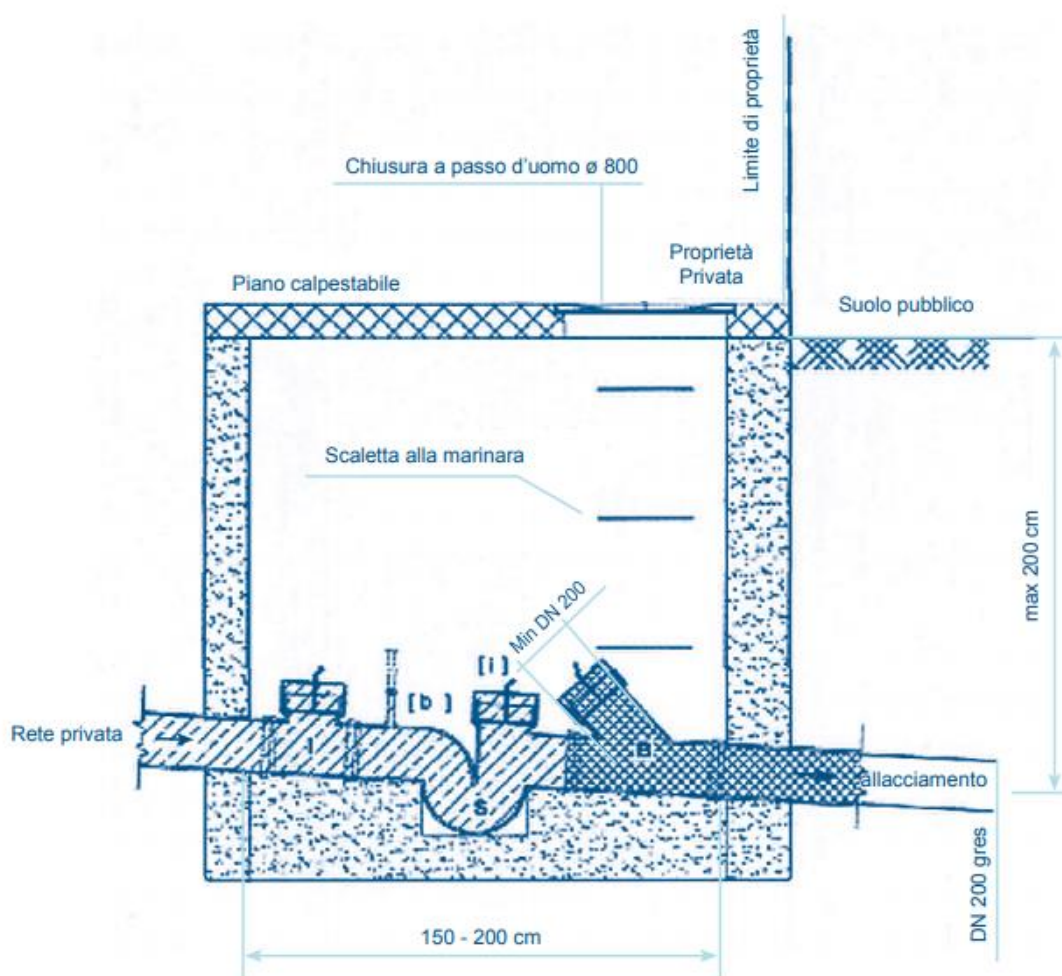 Limite di proprietà
Chiusura a passo d'uomo ø 800
Proprietà
Privata
Piano calpestabile
Suolo pubblico
Scaletta alla marinara
max 200 cm
Min DN 200
[i]
[b ]
Rete privata
I
B
S
allacciamento
DN 200 gres
150 - 200 cm